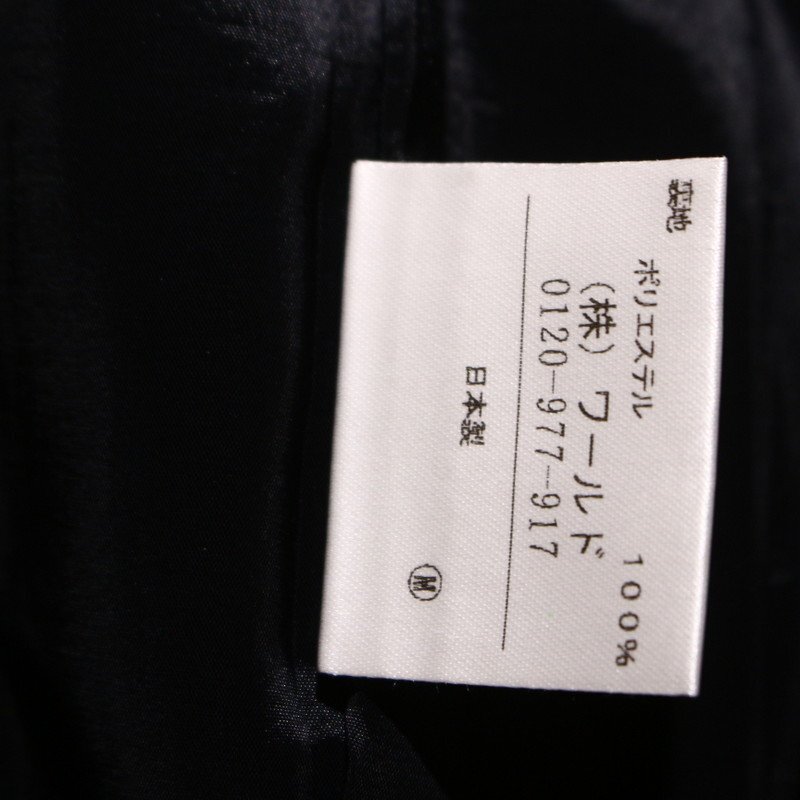 裏地
ポリエステル 100%
(株)ワールド
0120-977-917
日本製
Ⓜ